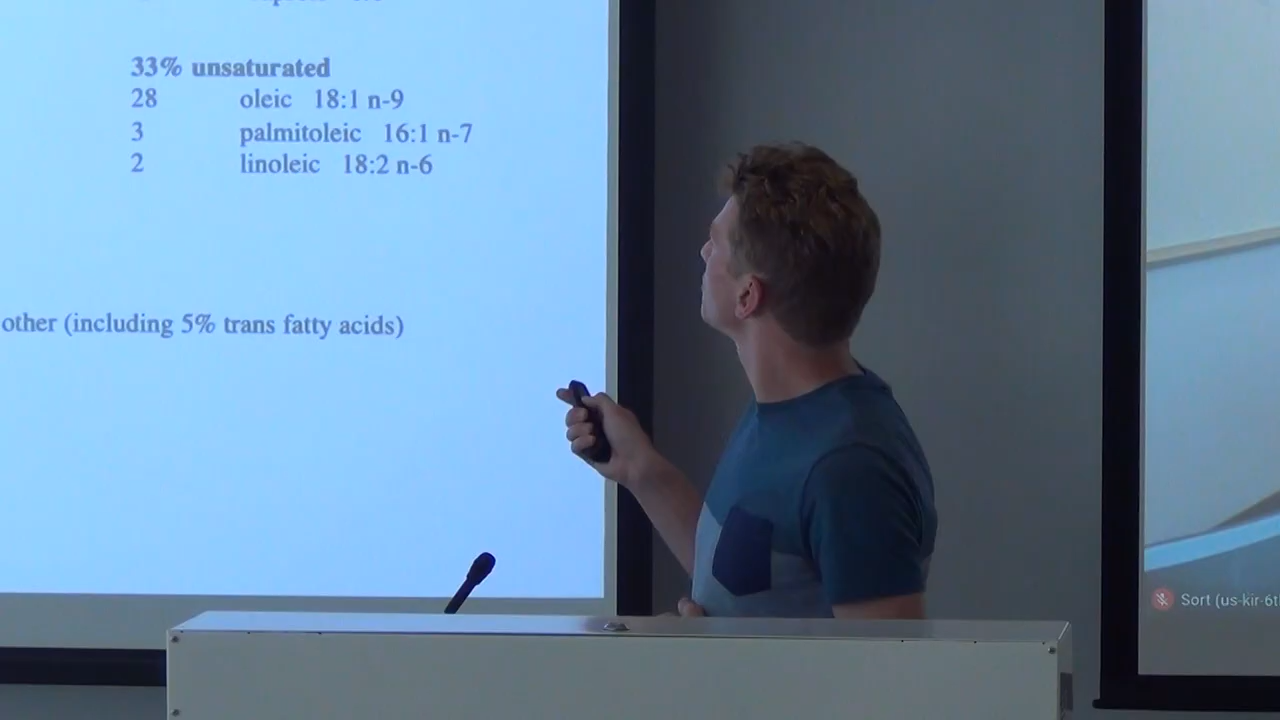 33% unsaturated
28 oleic 18:1 n-9
3 palmitoleic 16:1 n-7
2 linoleic 18:2 n-6
other (including 5% trans fatty acids)
Sort (us-kir-6t